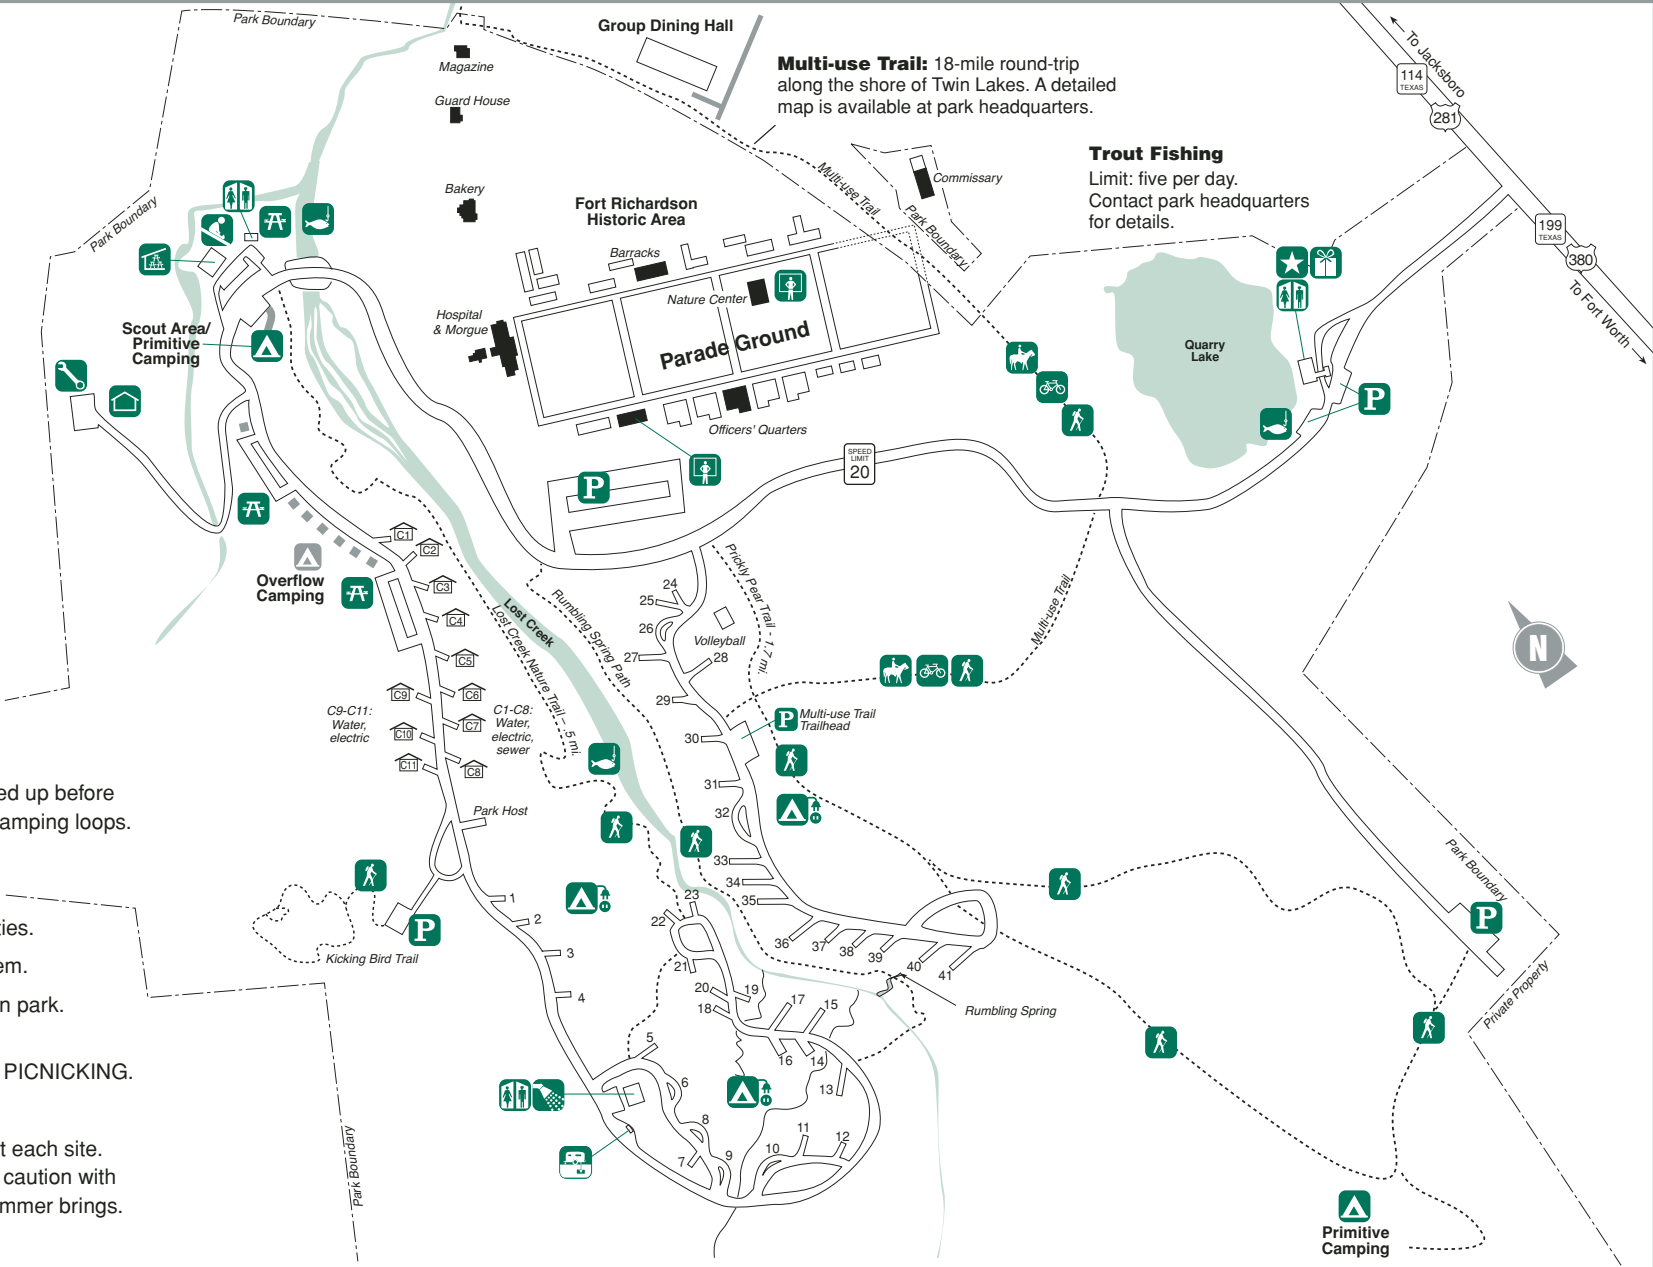 Park Boundary
Group Dining Hall
Magazine
Guard House
Multi-use Trail: 18-mile round-trip
along the shore of Twin Lakes. A detailed
map is available at park headquarters.
To Jacksboro
114
TEXAS
281
Trout Fishing
Limit: five per day.
Contact park headquarters
for details.
Multi-use Trail
Commissary
Park Boundary
Park Boundary
Bakery
Fort Richardson
Historic Area
Barracks
199
TEXAS
380
To Fort Worth
Nature Center
Hospital
& Morgue
Parade Ground
Quarry
Lake
Scout Area/
Primitive
Camping
P
Officers' Quarters
SPEED
LIMIT
20
P
C1
C2
C3
C4
C5
C6
C7
C8
C9
C10
C11
Overflow
Camping
C9-C11:
Water,
electric
C1-C8:
Water,
electric,
sewer
Lost Creek
Lost Creek Nature Trail – .5 mi.
Rumbling Spring Path
Prickly Pear Trail - 1.7 mi.
Multi-use Trail
Volleyball
24
25
26
27
28
29
30
31
32
33
34
35
36
37
38
39
40
41
N
P
Multi-use Trail
Trailhead
ed up before
amping loops.
Park Host
ies.
em.
n park.
PICNICKING.
t each site.
caution with
mmer brings.
P
Kicking Bird Trail
1
2
3
4
5
6
7
8
9
10
11
12
13
14
15
16
17
18
19
20
21
22
23
Rumbling Spring
Park Boundary
P
Private Property
Park Boundary
Primitive
Camping